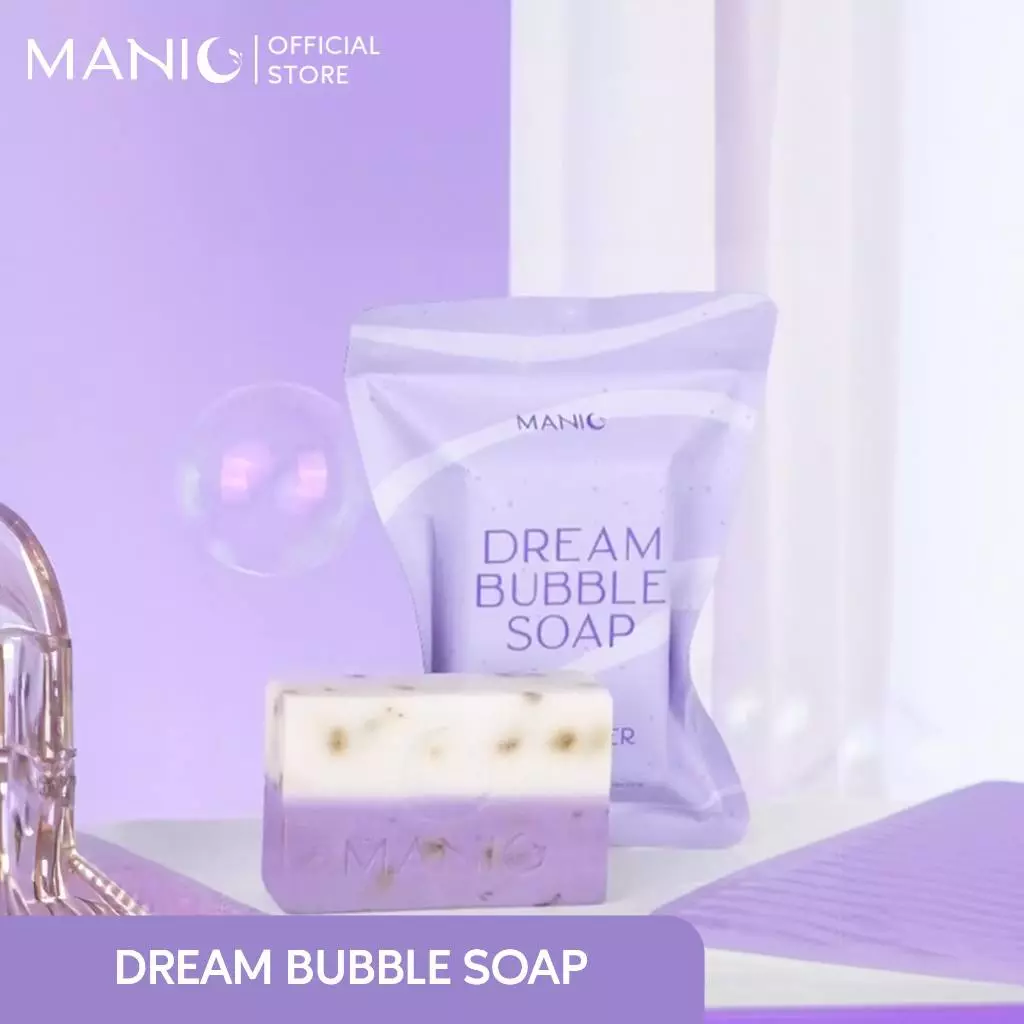 MANIC
OFFICIAL
STORE
MANIC
DREAM
BUBBLE
SOAP
MANIC
DREAM BUBBLE SOAP